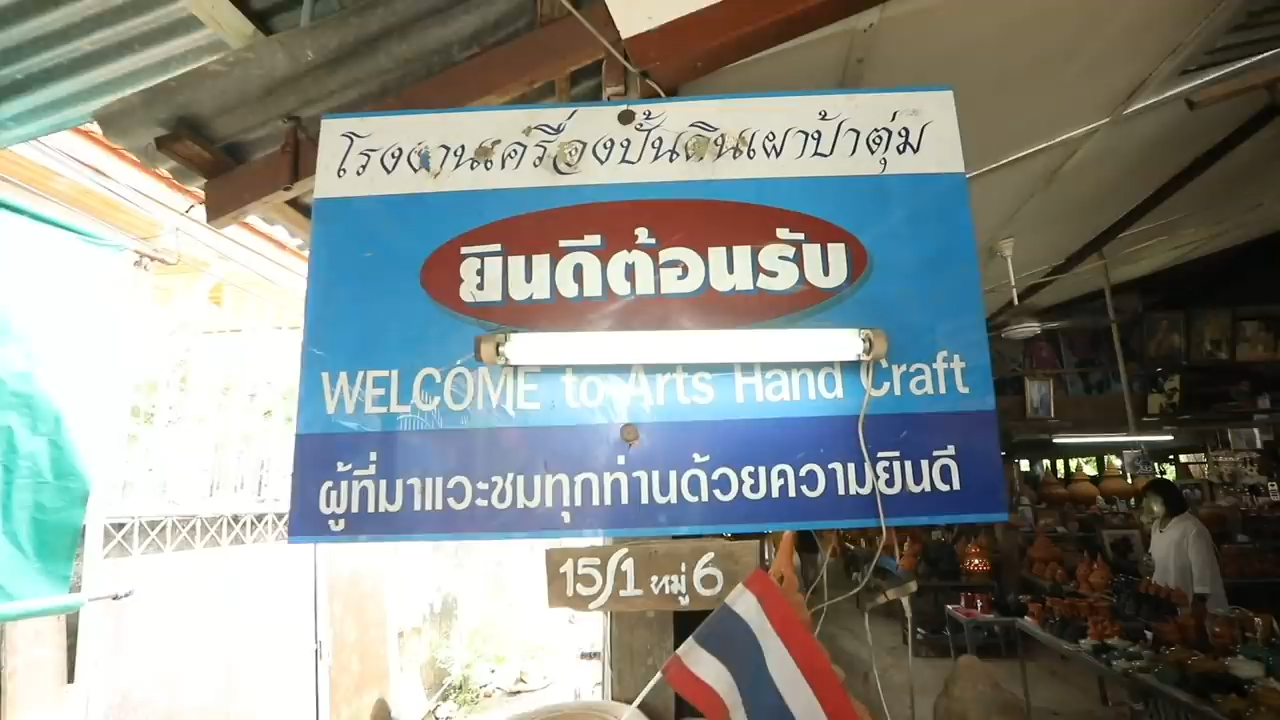 โรงงานเครื่องปั้นดินเผาป้าตุ่ม
ยินดีต้อนรับ
WELCOME to Arts Hand Craft
ผู้ที่มาแวะชมทุกท่านด้วยความยินดี
15/1 หมู่ 6